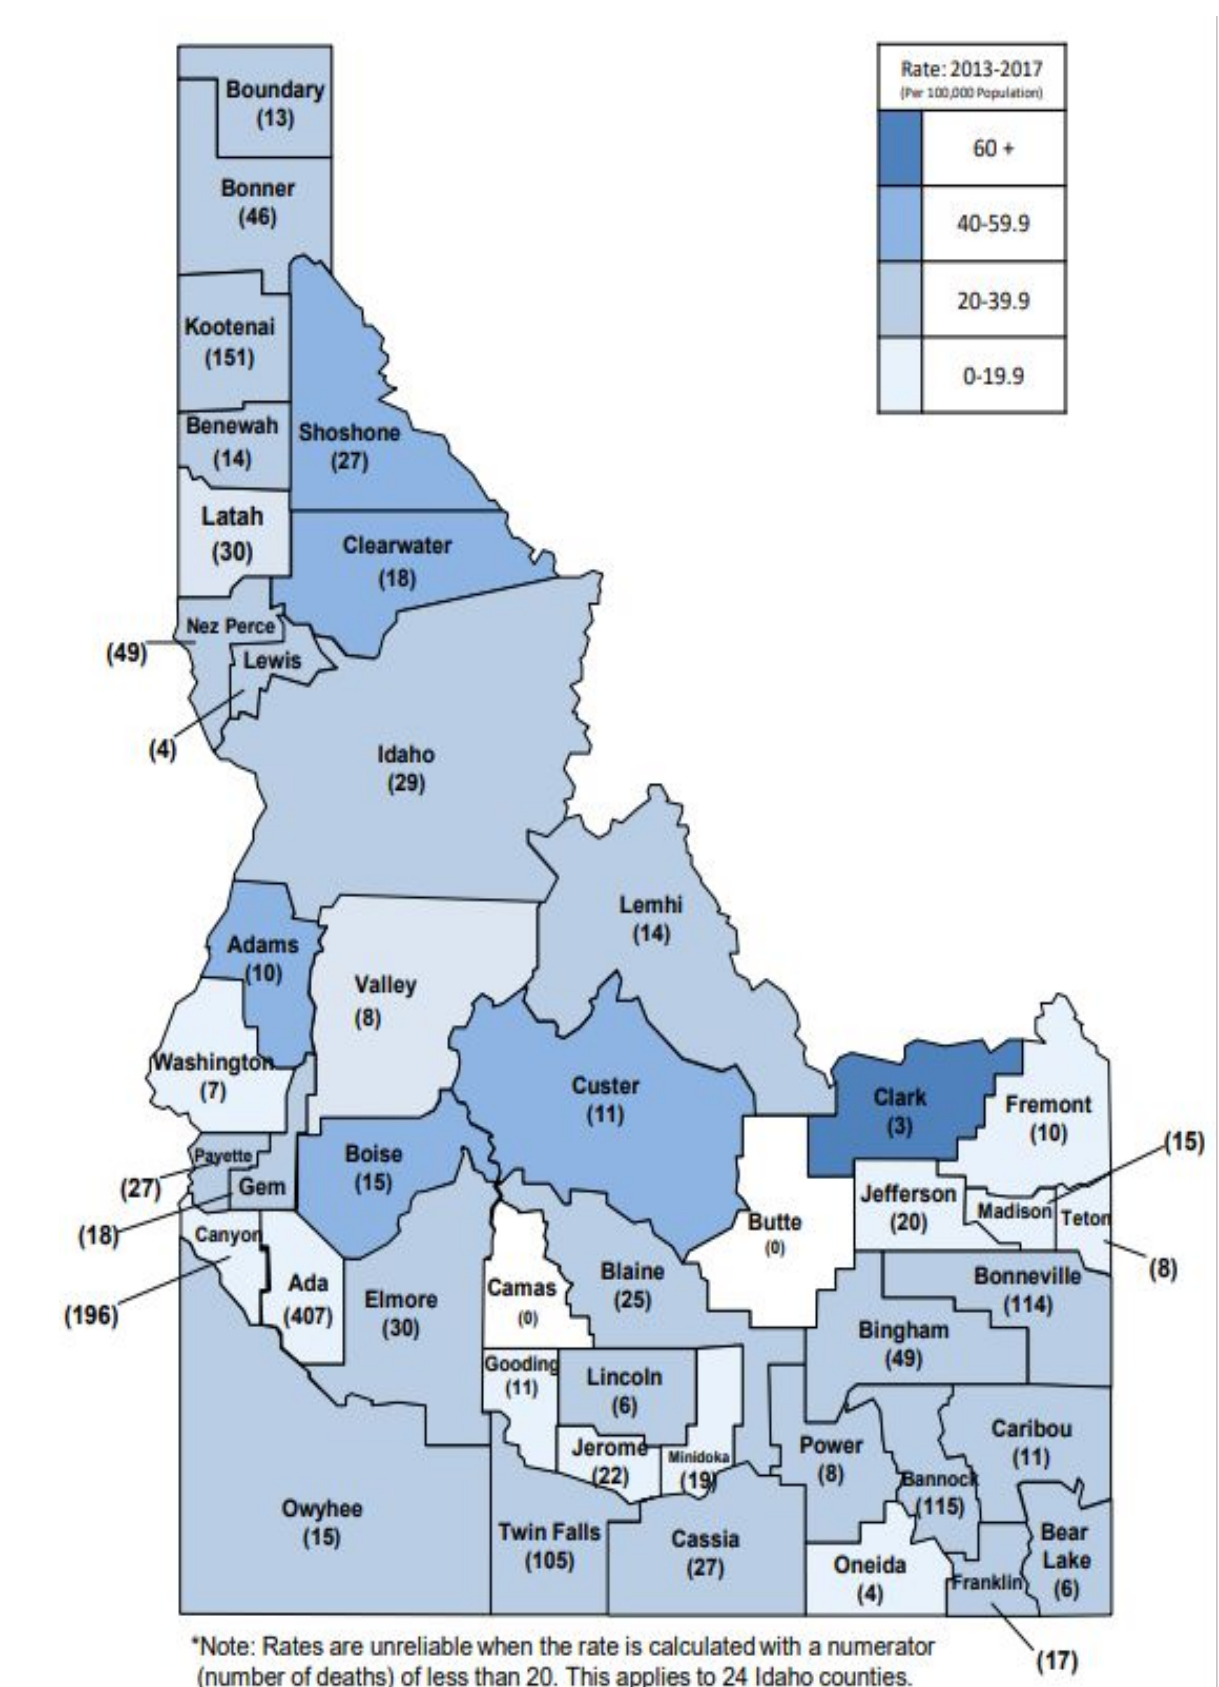 Rate: 2013-2017
(Per 100,000 Population)
60 +
40-59.9
20-39.9
0-19.9
Boundary
(13)
Bonner
(46)
Kootenai
(151)
Benewah
(14)
Shoshone
(27)
Latah
(30)
Clearwater
(18)
Nez Perce
(49)
Lewis
(4)
Idaho
(29)
Lemhi
(14)
Adams
(10)
Valley
(8)
Washington
(7)
Custer
(11)
Clark
(3)
Fremont
(10)
(15)
Payette
(27)
Boise
(15)
Gem
(18)
Jefferson
(20)
Madison
Teton
(8)
Butte
(0)
Canyon
(196)
Ada
(407)
Elmore
(30)
Camas
(0)
Blaine
(25)
Bonneville
(114)
Bingham
(49)
Gooding
(11)
Lincoln
(6)
Jerome
(22)
Minidoka
(19)
Power
(8)
Bannock
(115)
Caribou
(11)
Owyhee
(15)
Twin Falls
(105)
Cassia
(27)
Oneida
(4)
Franklin
(17)
Bear
Lake
(6)
*Note: Rates are unreliable when the rate is calculated with a numerator
(number of deaths) of less than 20. This applies to 24 Idaho counties.